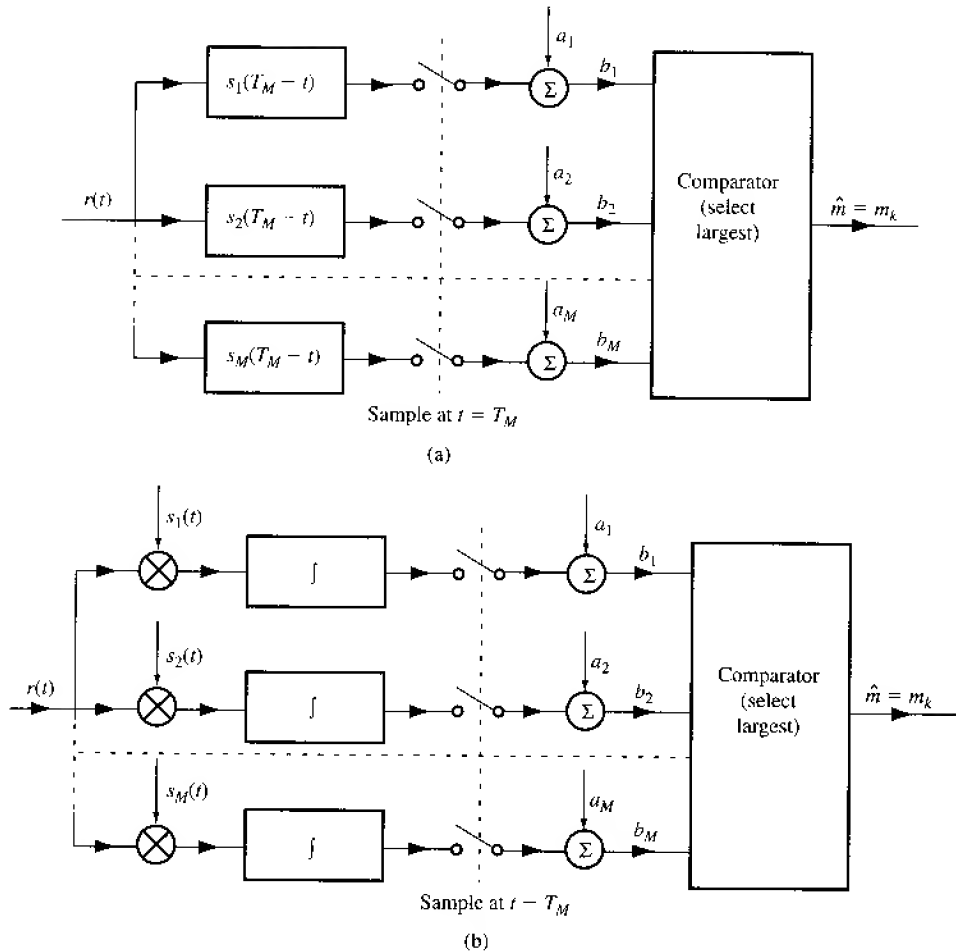 a₁
s₁(T_M − t)
Σ
b₁
a₂
Comparator
(select
largest)
r(t)
s₂(T_M − t)
Σ
b₂
m̂ = m_k
a_M
s_M(T_M − t)
Σ
b_M
Sample at t = T_M
(a)
s₁(t)
a₁
∫
Σ
b₁
s₂(t)
a₂
Comparator
(select
largest)
r(t)
∫
Σ
b₂
m̂ = m_k
s_M(t)
a_M
∫
Σ
b_M
Sample at t − T_M
(b)